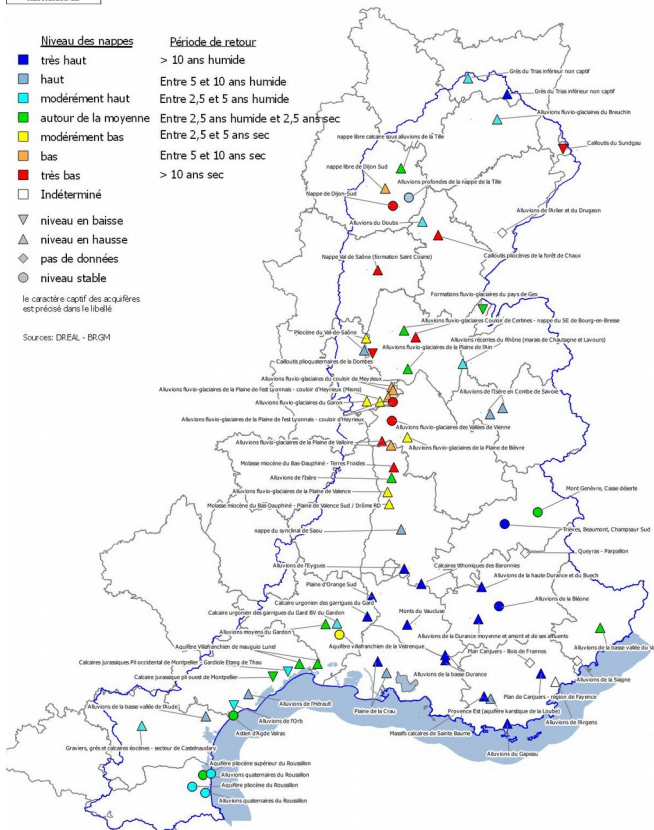 Niveau des nappes
Période de retour
très haut
> 10 ans humide
haut
Entre 5 et 10 ans humide
modérément haut
Entre 2,5 et 5 ans humide
autour de la moyenne
Entre 2,5 ans humide et 2,5 ans sec
modérément bas
Entre 2,5 et 5 ans sec
bas
Entre 5 et 10 ans sec
très bas
> 10 ans sec
Indéterminé
niveau en baisse
niveau en hausse
pas de données
niveau stable
le caractère captif des aquifères
est précisé dans le libellé
Sources: DREAL - BRGM
Grès du Trias inférieur non captif
Grès du Trias inférieur non captif
Alluvions fluvio-glaciaires du Breuchin
nappe libre calcaire sous alluvions de la Tille
Cailloutis du Sundgau
nappe libre de Dijon Sud
Alluvions profondes de la nappe de la Tille
Nappe de Dijon-Sud
Alluvions de l'Arlier et du Drugeon
Alluvions du Doubs
Cailloutis pliocènes de la forêt de Chaux
Nappe Val de Saône (formation Saint Cosme)
Formations fluvio-glaciaires du pays de Gex
Alluvions fluvio-glaciaires Couloir de Certines - nappe du SE de Bourg-en-Bresse
Pliocène du Val-de-Saône
Alluvions récentes du Rhône (marais de Chautagne et Lavours)
Alluvions fluvio-glaciaires de la Plaine de l'Ain
Cailloutis plioquaternaires de la Dombes
Alluvions fluvio-glaciaires du couloir de Meyzieux
Alluvions fluvio-glaciaires de la Plaine de l'est Lyonnais - couloir d'Heyrieux (Mions)
Alluvions de l'Isère en Combe de Savoie
Alluvions fluvio-glaciaires du Garon
Alluvions fluvio-glaciaires de la Plaine de l'est Lyonnais - couloir d'Heyrieux
Alluvions fluvio-glaciaires des Vallées de Vienne
Alluvions fluvio-glaciaires de la Plaine de Valloire
Alluvions fluvio-glaciaires de la Plaine de Bièvre
Molasse miocène du Bas-Dauphiné - Terres Froides
Alluvions de l'Isère
Alluvions fluvio-glaciaires de la Plaine de Valence
Mont Genèvre, Casse déserte
Molasse miocène du Bas-Dauphiné - Plaine de Valence Sud / Drôme RD
nappe du synclinal de Saou
Trièves, Beaumont, Champsaur Sud
Queyras - Parpaillon
Alluvions de l'Eygues
Calcaires tithoniques des Baronnies
Alluvions de la haute Durance et du Buech
Plaine d'Orange Sud
Calcaire urgonien des garrigues du Gard
Alluvions de la Bléone
Calcaire urgonien des garrigues du Gard BV du Gardon
Monts du Vaucluse
Alluvions moyens du Gardon
Alluvions de la Durance moyenne et amont et de ses affluents
Aquifère Villafranchien de mauguio Lunel
Aquifère villafranchien de la Vistrenque
Plan Canjuers - Bois de Frannes
Alluvions de la basse vallée du Va
Calcaires jurassiques Pli occidental de Montpellier - Gardiole Etang de Thau
Alluvions de la basse Durance
Calcaire jurassique pli ouest de Montpellier
Alluvions de la Siagne
Plan de Canjuers - région de Fayence
Alluvions de la basse vallée de l'Aude
Alluvions de l'Hérault
Plaine de la Crau
Provence Est (aquifère karstique de la Loube)
Alluvions de l'Orb
Alluvions de l'Argens
Astien d'Agde Valras
Massifs calcaires de Sainte Baume
Graviers, grès et calcaires éocènes - secteur de Castelnaudary
Alluvions du Gapeau
Aquifère pliocène supérieur du Roussillon
Alluvions quaternaires du Roussillon
Aquifère pliocène du Roussillon
Alluvions quaternaires du Roussillon